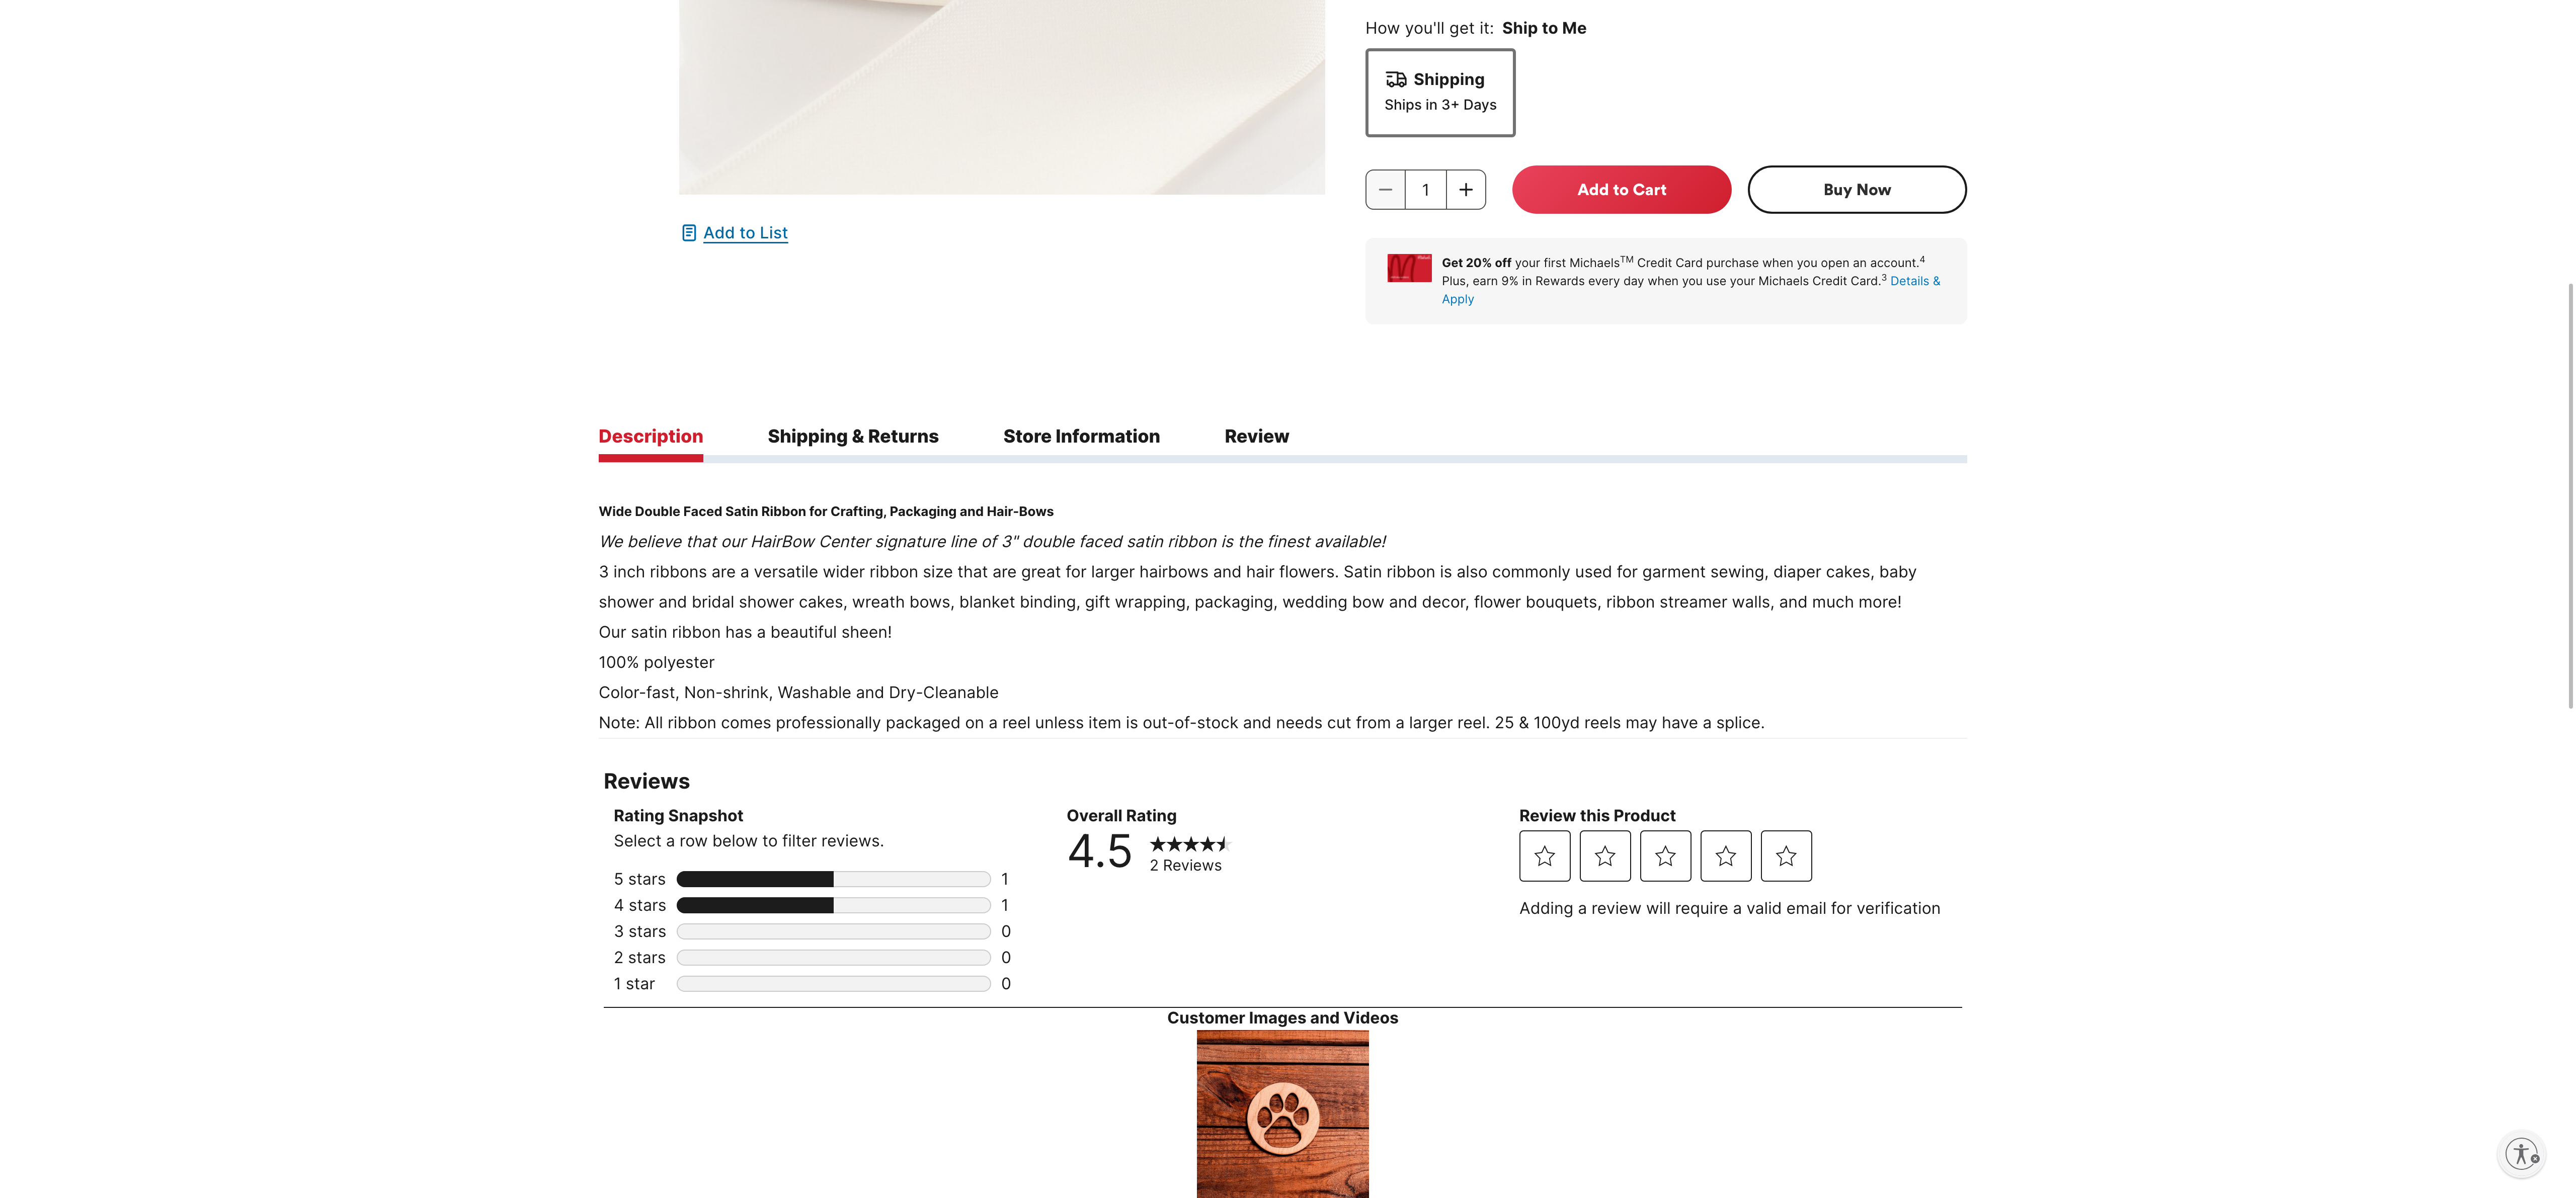 How you'll get it: Ship to Me
Shipping
Ships in 3+ Days
1
Add to Cart
Buy Now
Add to List
Get 20% off your first Michaels™ Credit Card purchase when you open an account.4
Plus, earn 9% in Rewards every day when you use your Michaels Credit Card.3 Details &
Apply
Description
Shipping & Returns
Store Information
Review
Wide Double Faced Satin Ribbon for Crafting, Packaging and Hair-Bows
We believe that our HairBow Center signature line of 3" double faced satin ribbon is the finest available!
3 inch ribbons are a versatile wider ribbon size that are great for larger hairbows and hair flowers. Satin ribbon is also commonly used for garment sewing, diaper cakes, baby
shower and bridal shower cakes, wreath bows, blanket binding, gift wrapping, packaging, wedding bow and decor, flower bouquets, ribbon streamer walls, and much more!
Our satin ribbon has a beautiful sheen!
100% polyester
Color-fast, Non-shrink, Washable and Dry-Cleanable
Note: All ribbon comes professionally packaged on a reel unless item is out-of-stock and needs cut from a larger reel. 25 & 100yd reels may have a splice.
Reviews
Rating Snapshot
Select a row below to filter reviews.
5 stars 1
4 stars 1
3 stars 0
2 stars 0
1 star 0
Overall Rating
4.5
2 Reviews
Review this Product
Adding a review will require a valid email for verification
Customer Images and Videos